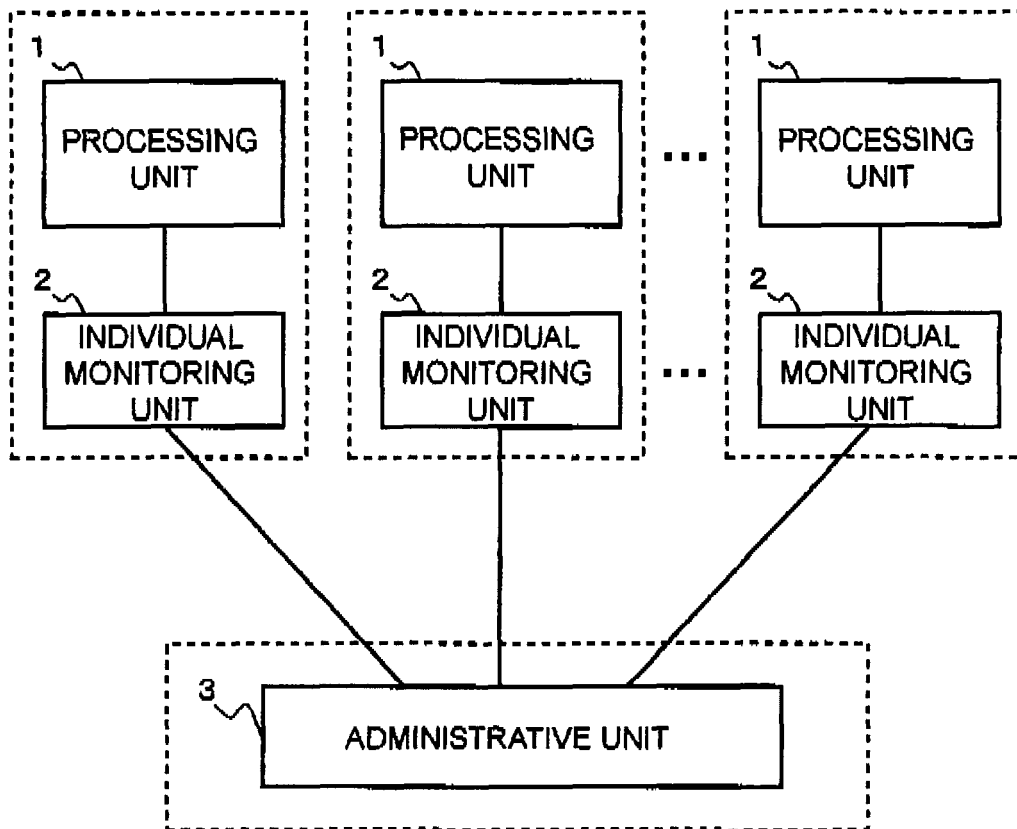 1
PROCESSING
UNIT
2
INDIVIDUAL
MONITORING
UNIT
1
PROCESSING
UNIT
2
INDIVIDUAL
MONITORING
UNIT
...
...
1
PROCESSING
UNIT
2
INDIVIDUAL
MONITORING
UNIT
3
ADMINISTRATIVE UNIT